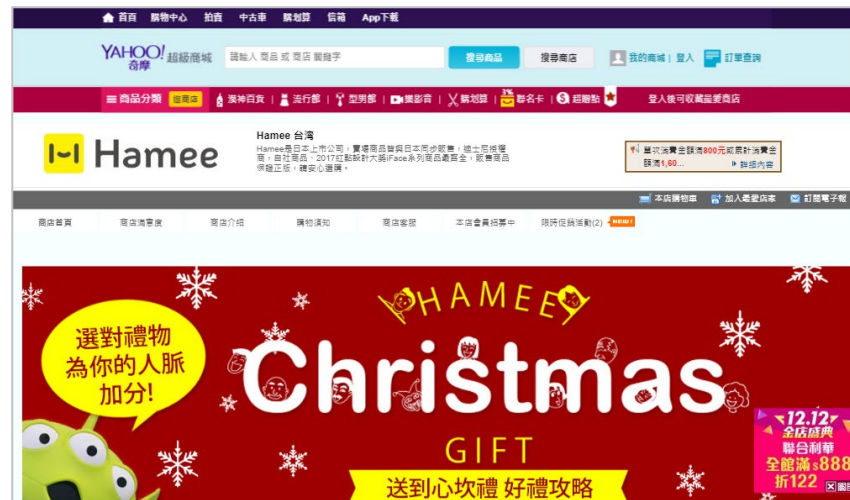 首頁 購物中心 拍賣 中古車 購划算 信箱 App下載
YAHOO! 奇摩 超級商城
請輸入 商品 或 商店 關鍵字
搜尋商品
搜尋商店
我的商城 | 登入
訂單查詢
商品分類
逛商店
漢神百貨 | 流行館 | 型男館 | 購影音 | 購划算 | 3% 聯名卡 | 超贈點
登入後可收藏最愛商店
Hamee
Hamee 台湾
Hamee是日本上市公司,賣場商品皆與日本同步販售,迪士尼授權
商,自社商品、2017紅點設計大獎iFace系列商品最齊全,販售商品
保證正版,請安心選購。
單次消費金額滿800元或累計消費金
額滿1,60...
詳細內容
本店購物車 加入最愛店家 訂閱電子報
商店首頁 商店滿意度 商店介紹 購物須知 商店客服 本店會員招募中 限時促銷活動(2)
選對禮物
為你的人脈
加分!
HAMEE
Christmas
GIFT
送到心坎禮 好禮攻略
12.12
全店盛典
聯合利華
全館滿$888
折122